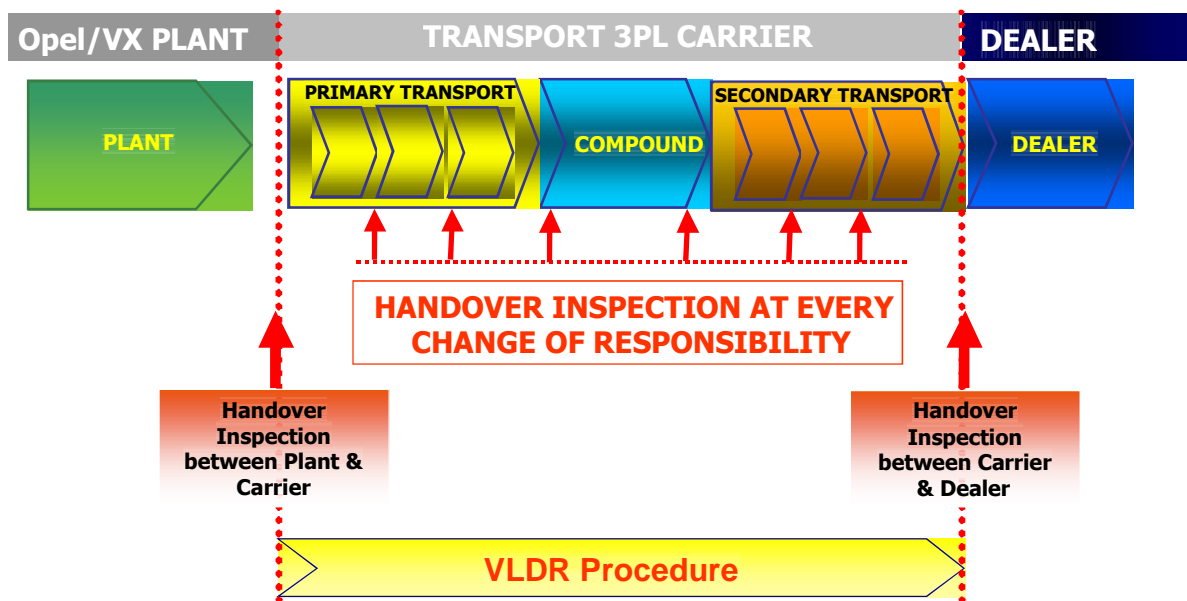 Opel/VX PLANT
TRANSPORT 3PL CARRIER
DEALER
PLANT
PRIMARY TRANSPORT
COMPOUND
SECONDARY TRANSPORT
DEALER
HANDOVER INSPECTION AT EVERY
CHANGE OF RESPONSIBILITY
Handover
Inspection
between Plant &
Carrier
Handover
Inspection
between Carrier
& Dealer
VLDR Procedure